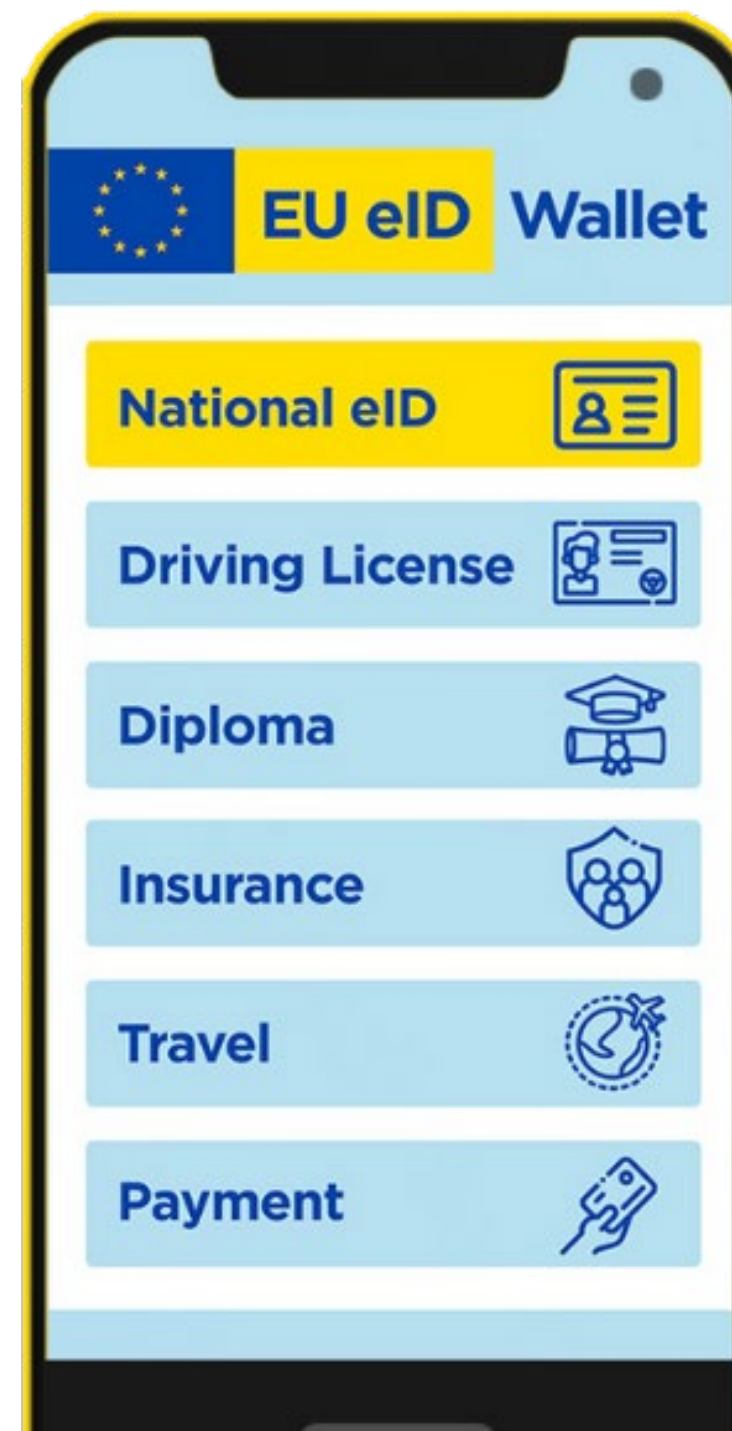 EU eID Wallet
National eID
Driving License
Diploma
Insurance
Travel
Payment